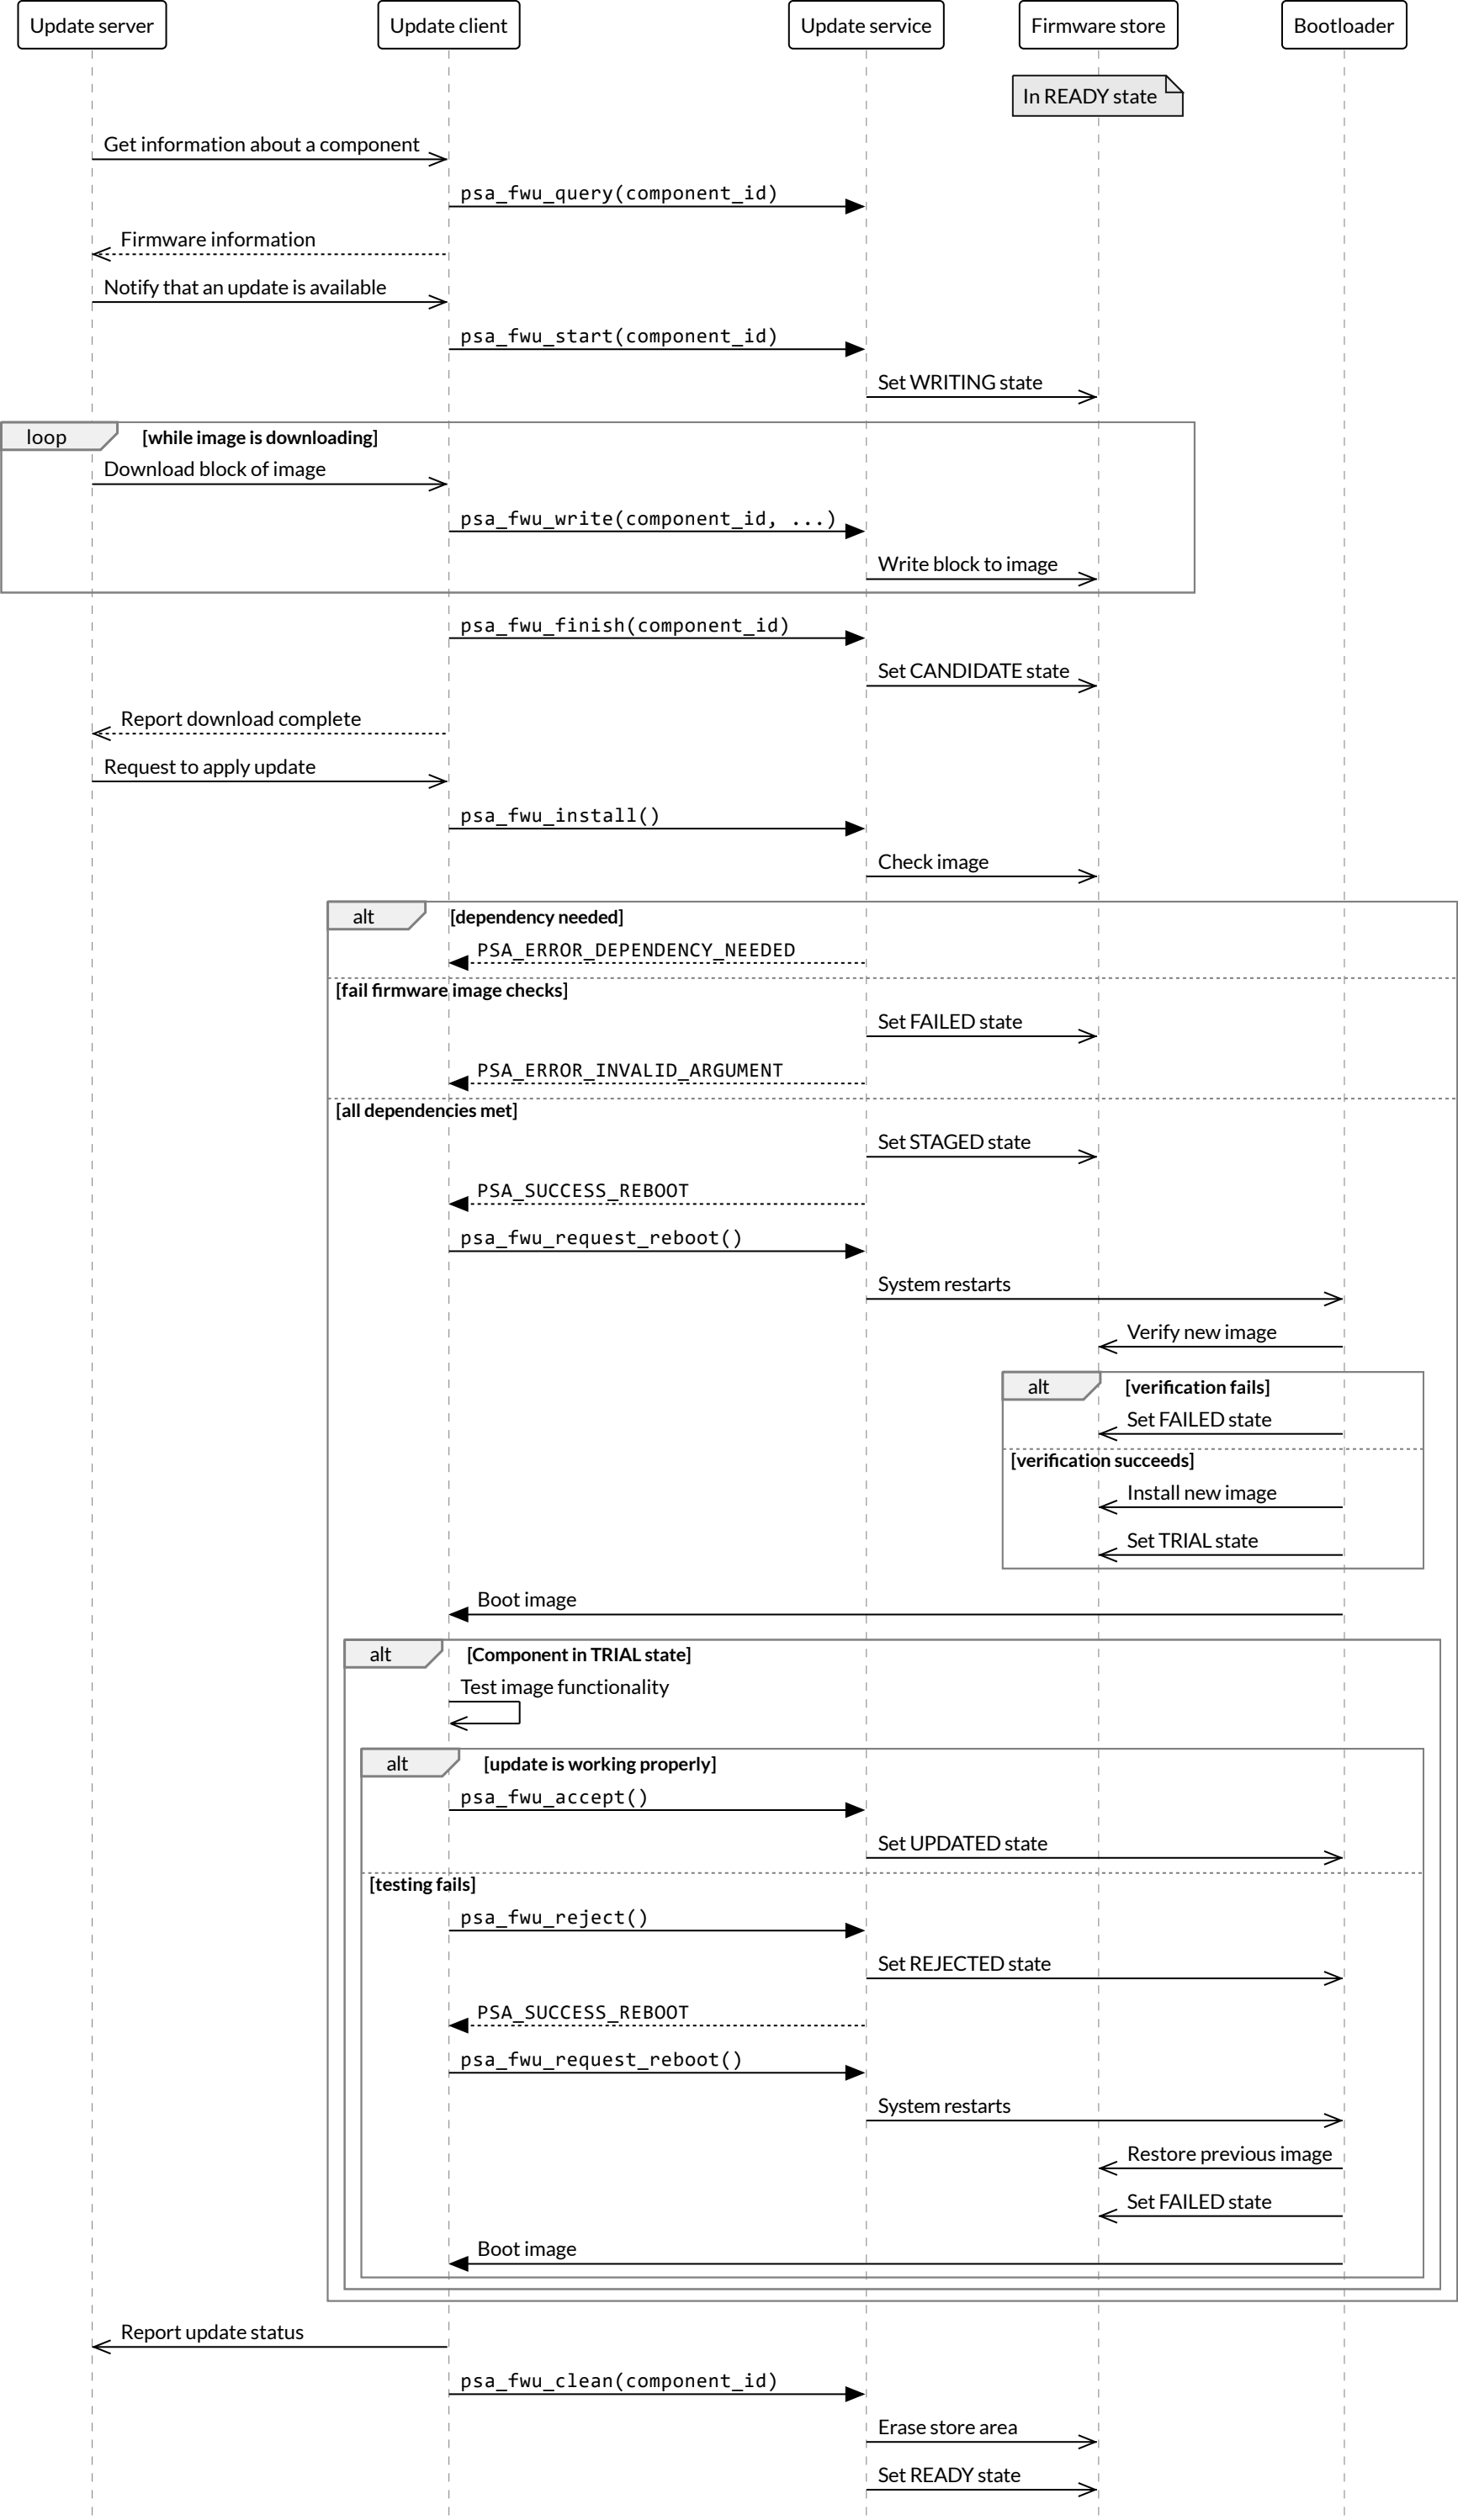 Update server
Update client
Update service
Firmware store
Bootloader
In READY state
Get information about a component
psa_fwu_query(component_id)
Firmware information
Notify that an update is available
psa_fwu_start(component_id)
Set WRITING state
loop
[while image is downloading]
Download block of image
psa_fwu_write(component_id, ...)
Write block to image
psa_fwu_finish(component_id)
Set CANDIDATE state
Report download complete
Request to apply update
psa_fwu_install()
Check image
alt
[dependency needed]
PSA_ERROR_DEPENDENCY_NEEDED
[fail firmware image checks]
Set FAILED state
PSA_ERROR_INVALID_ARGUMENT
[all dependencies met]
Set STAGED state
PSA_SUCCESS_REBOOT
psa_fwu_request_reboot()
System restarts
Verify new image
alt
[verification fails]
Set FAILED state
[verification succeeds]
Install new image
Set TRIAL state
Boot image
alt
[Component in TRIAL state]
Test image functionality
alt
[update is working properly]
psa_fwu_accept()
Set UPDATED state
[testing fails]
psa_fwu_reject()
Set REJECTED state
PSA_SUCCESS_REBOOT
psa_fwu_request_reboot()
System restarts
Restore previous image
Set FAILED state
Boot image
Report update status
psa_fwu_clean(component_id)
Erase store area
Set READY state